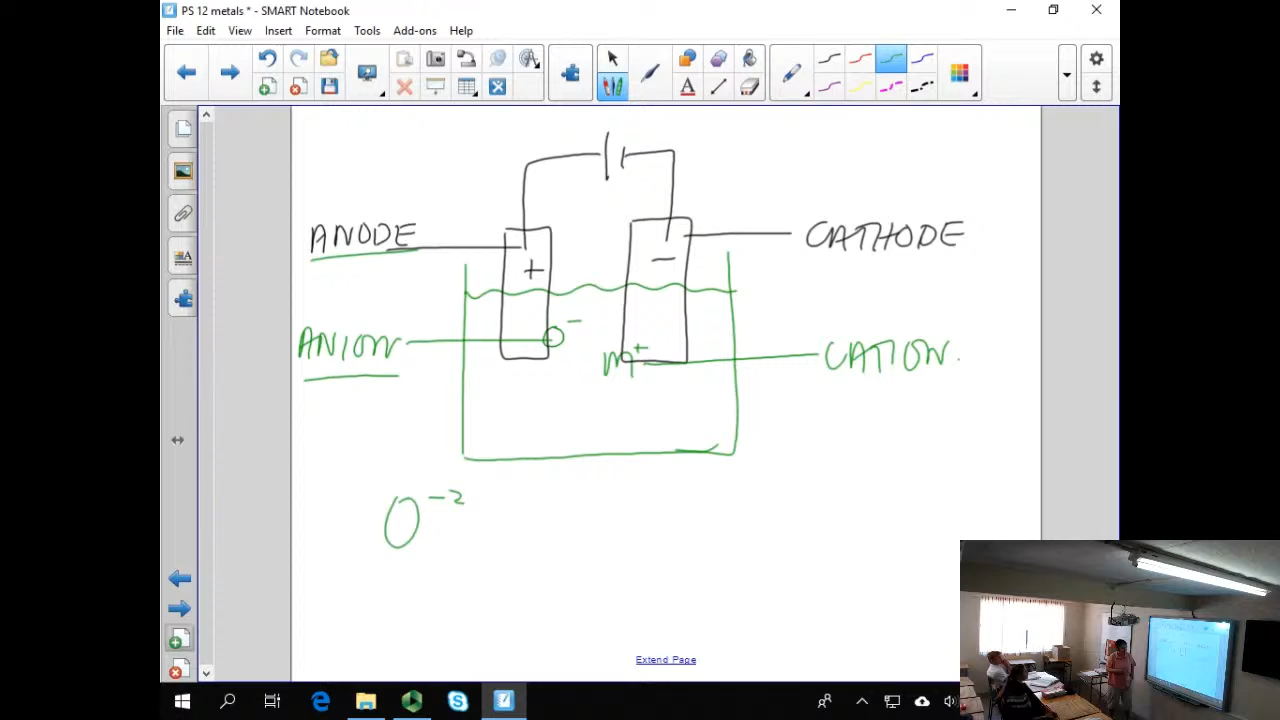 PS 12 metals * - SMART Notebook
File Edit View Insert Format Tools Add-ons Help
ANODE
CATHODE
+
−
ANION
O⁻
M⁺
CATION
O⁻²
Extend Page